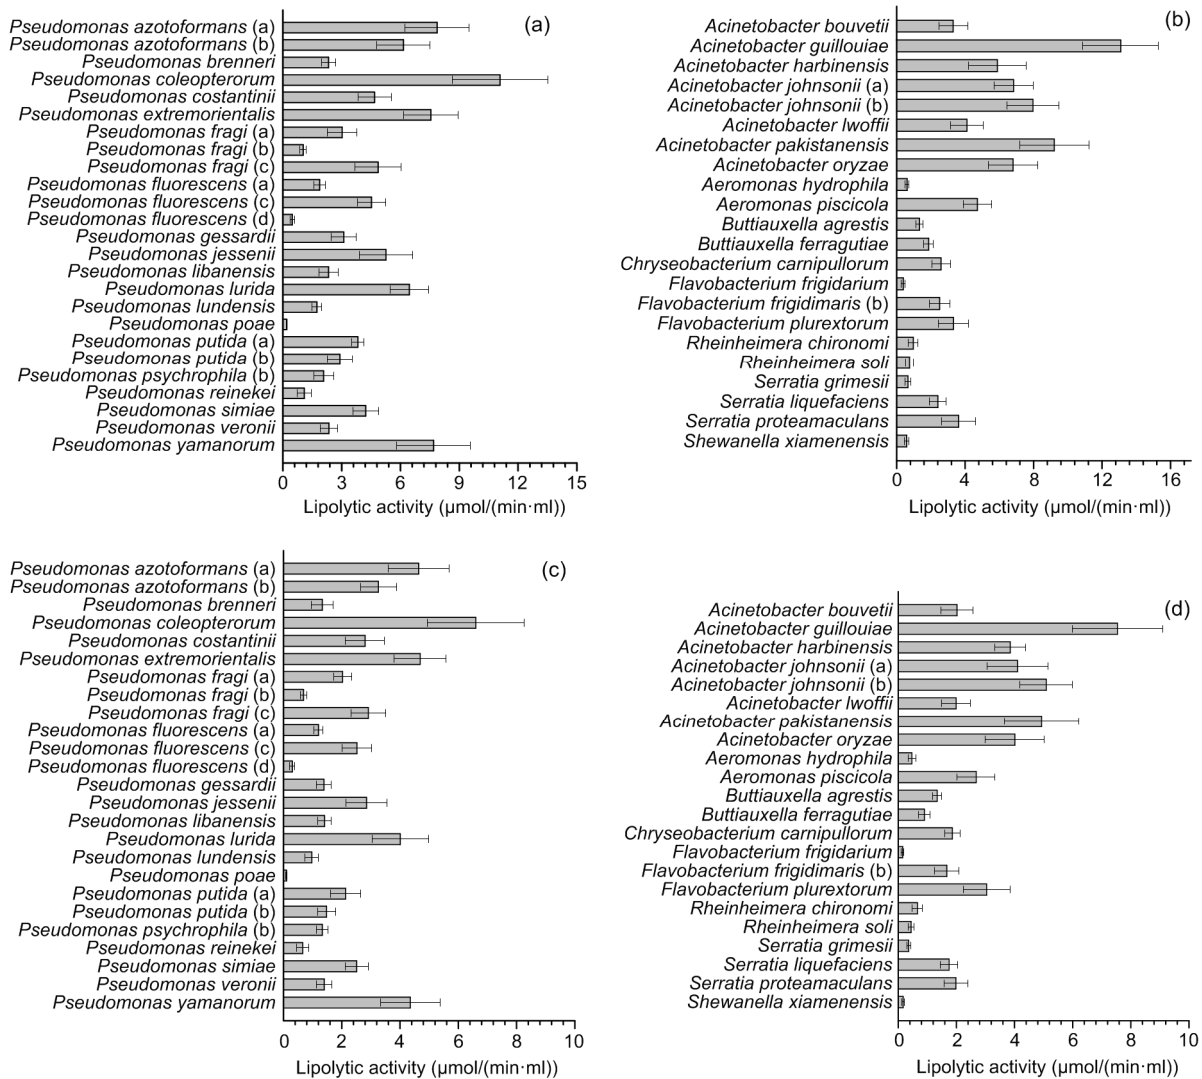 (a)
Pseudomonas azotoformans (a)
Pseudomonas azotoformans (b)
Pseudomonas brenneri
Pseudomonas coleopterorum
Pseudomonas costantinii
Pseudomonas extremorientalis
Pseudomonas fragi (a)
Pseudomonas fragi (b)
Pseudomonas fragi (c)
Pseudomonas fluorescens (a)
Pseudomonas fluorescens (c)
Pseudomonas fluorescens (d)
Pseudomonas gessardii
Pseudomonas jessenii
Pseudomonas libanensis
Pseudomonas lurida
Pseudomonas lundensis
Pseudomonas poae
Pseudomonas putida (a)
Pseudomonas putida (b)
Pseudomonas psychrophila (b)
Pseudomonas reinekei
Pseudomonas simiae
Pseudomonas veronii
Pseudomonas yamanorum
0 3 6 9 12 15
Lipolytic activity (μmol/(min·ml))
(b)
Acinetobacter bouvetii
Acinetobacter guillouiae
Acinetobacter harbinensis
Acinetobacter johnsonii (a)
Acinetobacter johnsonii (b)
Acinetobacter lwoffii
Acinetobacter pakistanensis
Acinetobacter oryzae
Aeromonas hydrophila
Aeromonas piscicola
Buttiauxella agrestis
Buttiauxella ferragutiae
Chryseobacterium carnipullorum
Flavobacterium frigidarium
Flavobacterium frigidimaris (b)
Flavobacterium plurextorum
Rheinheimera chironomi
Rheinheimera soli
Serratia grimesii
Serratia liquefaciens
Serratia proteamaculans
Shewanella xiamenensis
0 4 8 12 16
Lipolytic activity (μmol/(min·ml))
(c)
Pseudomonas azotoformans (a)
Pseudomonas azotoformans (b)
Pseudomonas brenneri
Pseudomonas coleopterorum
Pseudomonas costantinii
Pseudomonas extremorientalis
Pseudomonas fragi (a)
Pseudomonas fragi (b)
Pseudomonas fragi (c)
Pseudomonas fluorescens (a)
Pseudomonas fluorescens (c)
Pseudomonas fluorescens (d)
Pseudomonas gessardii
Pseudomonas jessenii
Pseudomonas libanensis
Pseudomonas lurida
Pseudomonas lundensis
Pseudomonas poae
Pseudomonas putida (a)
Pseudomonas putida (b)
Pseudomonas psychrophila (b)
Pseudomonas reinekei
Pseudomonas simiae
Pseudomonas veronii
Pseudomonas yamanorum
0 2 4 6 8 10
Lipolytic activity (μmol/(min·ml))
(d)
Acinetobacter bouvetii
Acinetobacter guillouiae
Acinetobacter harbinensis
Acinetobacter johnsonii (a)
Acinetobacter johnsonii (b)
Acinetobacter lwoffii
Acinetobacter pakistanensis
Acinetobacter oryzae
Aeromonas hydrophila
Aeromonas piscicola
Buttiauxella agrestis
Buttiauxella ferragutiae
Chryseobacterium carnipullorum
Flavobacterium frigidarium
Flavobacterium frigidimaris (b)
Flavobacterium plurextorum
Rheinheimera chironomi
Rheinheimera soli
Serratia grimesii
Serratia liquefaciens
Serratia proteamaculans
Shewanella xiamenensis
0 2 4 6 8 10
Lipolytic activity (μmol/(min·ml))